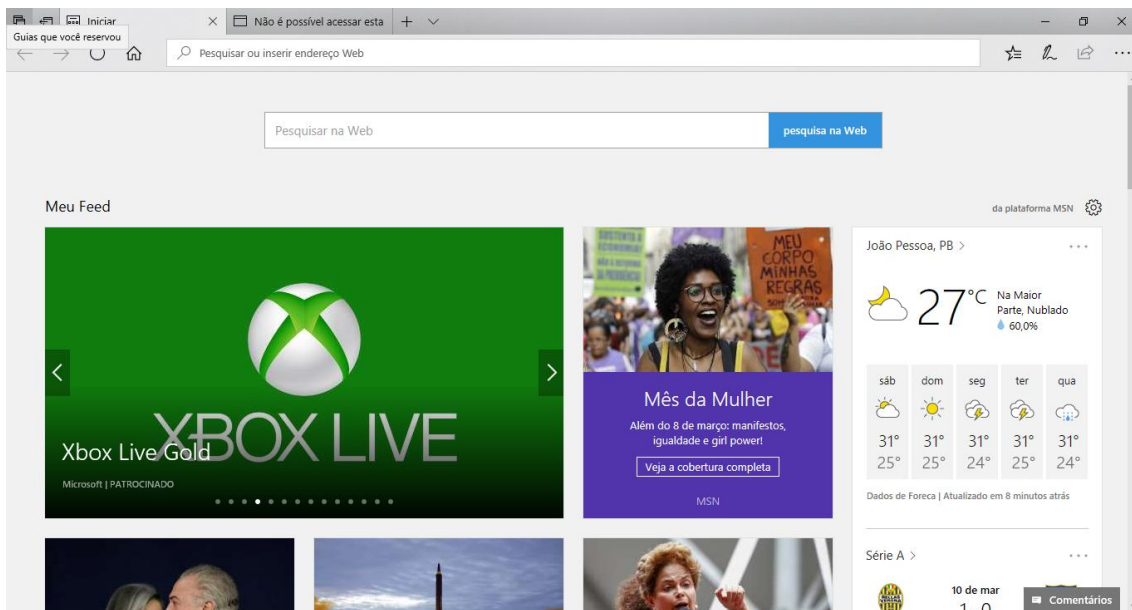 Iniciar
Não é possível acessar esta
Guias que você reservou
Pesquisar ou inserir endereço Web
Pesquisar na Web
pesquisa na Web
Meu Feed
da plataforma MSN
XBOX LIVE
Xbox Live Gold
Microsoft | PATROCINADO
MEU
CORPO
MINHAS
REGRAS
Mês da Mulher
Além do 8 de março: manifestos,
igualdade e girl power!
Veja a cobertura completa
MSN
João Pessoa, PB >
27°C
Na Maior
Parte, Nublado
60,0%
sáb dom seg ter qua
31° 31° 31° 31° 31°
25° 25° 24° 25° 24°
Dados de Foreca | Atualizado em 8 minutos atrás
Série A >
10 de mar
1 0
Comentários